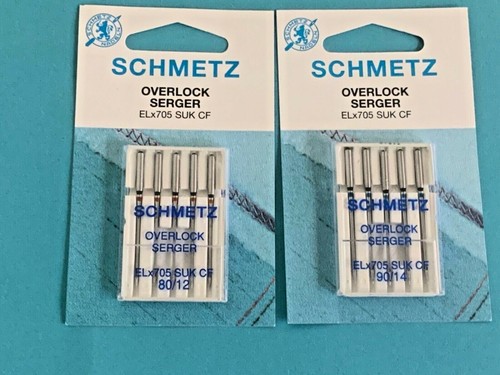 SCHMETZ
OVERLOCK
SERGER
ELx705 SUK CF
SCHMETZ
OVERLOCK
SERGER
ELx705 SUK CF
80/12
SCHMETZ
OVERLOCK
SERGER
ELx705 SUK CF
SCHMETZ
OVERLOCK
SERGER
ELx705 SUK CF
90/14